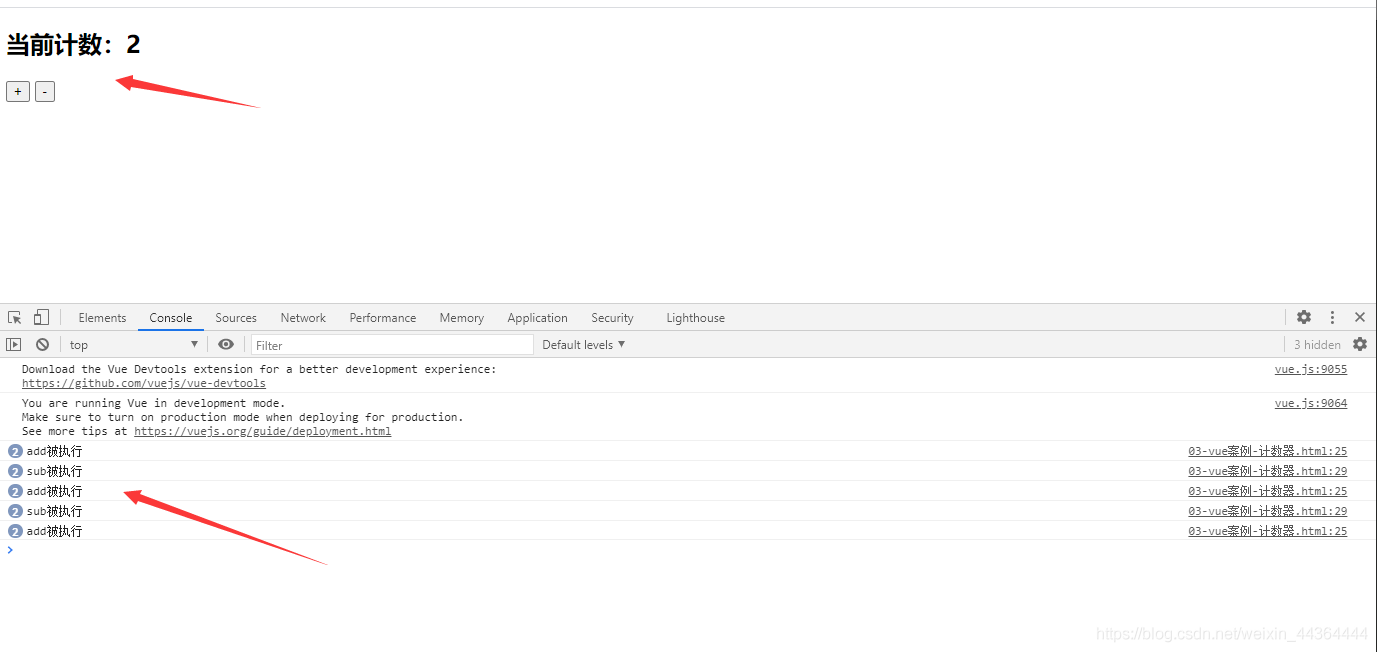 当前计数：2
+ -
Elements Console Sources Network Performance Memory Application Security Lighthouse
top Filter Default levels 3 hidden
Download the Vue Devtools extension for a better development experience: vue.js:9055
https://github.com/vuejs/vue-devtools
You are running Vue in development mode. vue.js:9064
Make sure to turn on production mode when deploying for production.
See more tips at https://vuejs.org/guide/deployment.html
2 add被执行 03-vue案例-计数器.html:25
2 sub被执行 03-vue案例-计数器.html:29
2 add被执行 03-vue案例-计数器.html:25
2 sub被执行 03-vue案例-计数器.html:29
2 add被执行 03-vue案例-计数器.html:25
https://blog.csdn.net/weixin_44364444